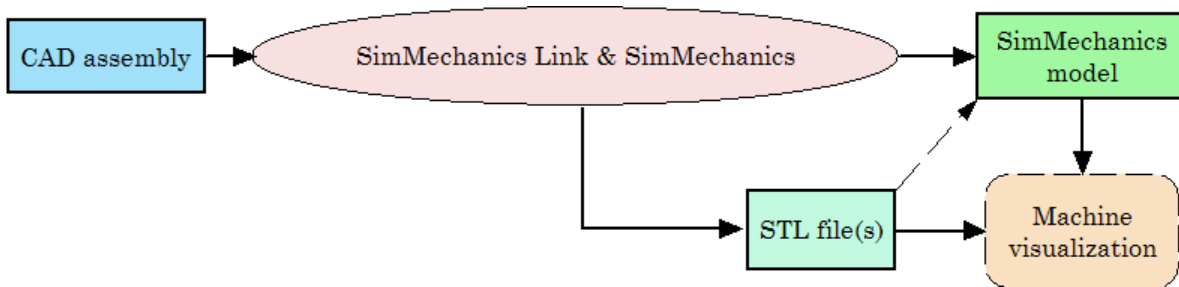 CAD assembly
SimMechanics Link & SimMechanics
SimMechanics
model
STL file(s)
Machine
visualization